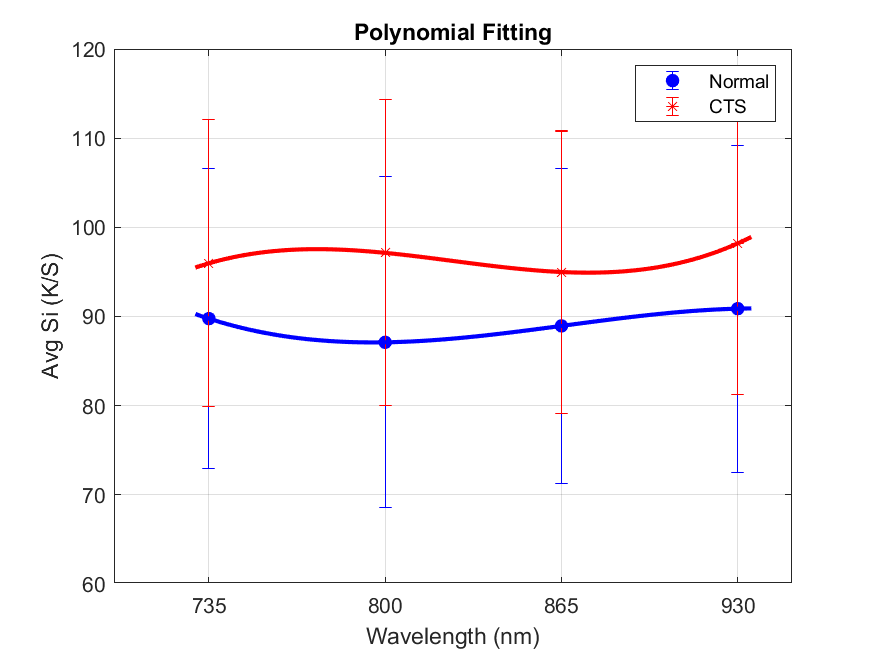 Polynomial Fitting
Normal
CTS
120
110
100
90
80
70
60
Avg Si (K/S)
735
800
865
930
Wavelength (nm)